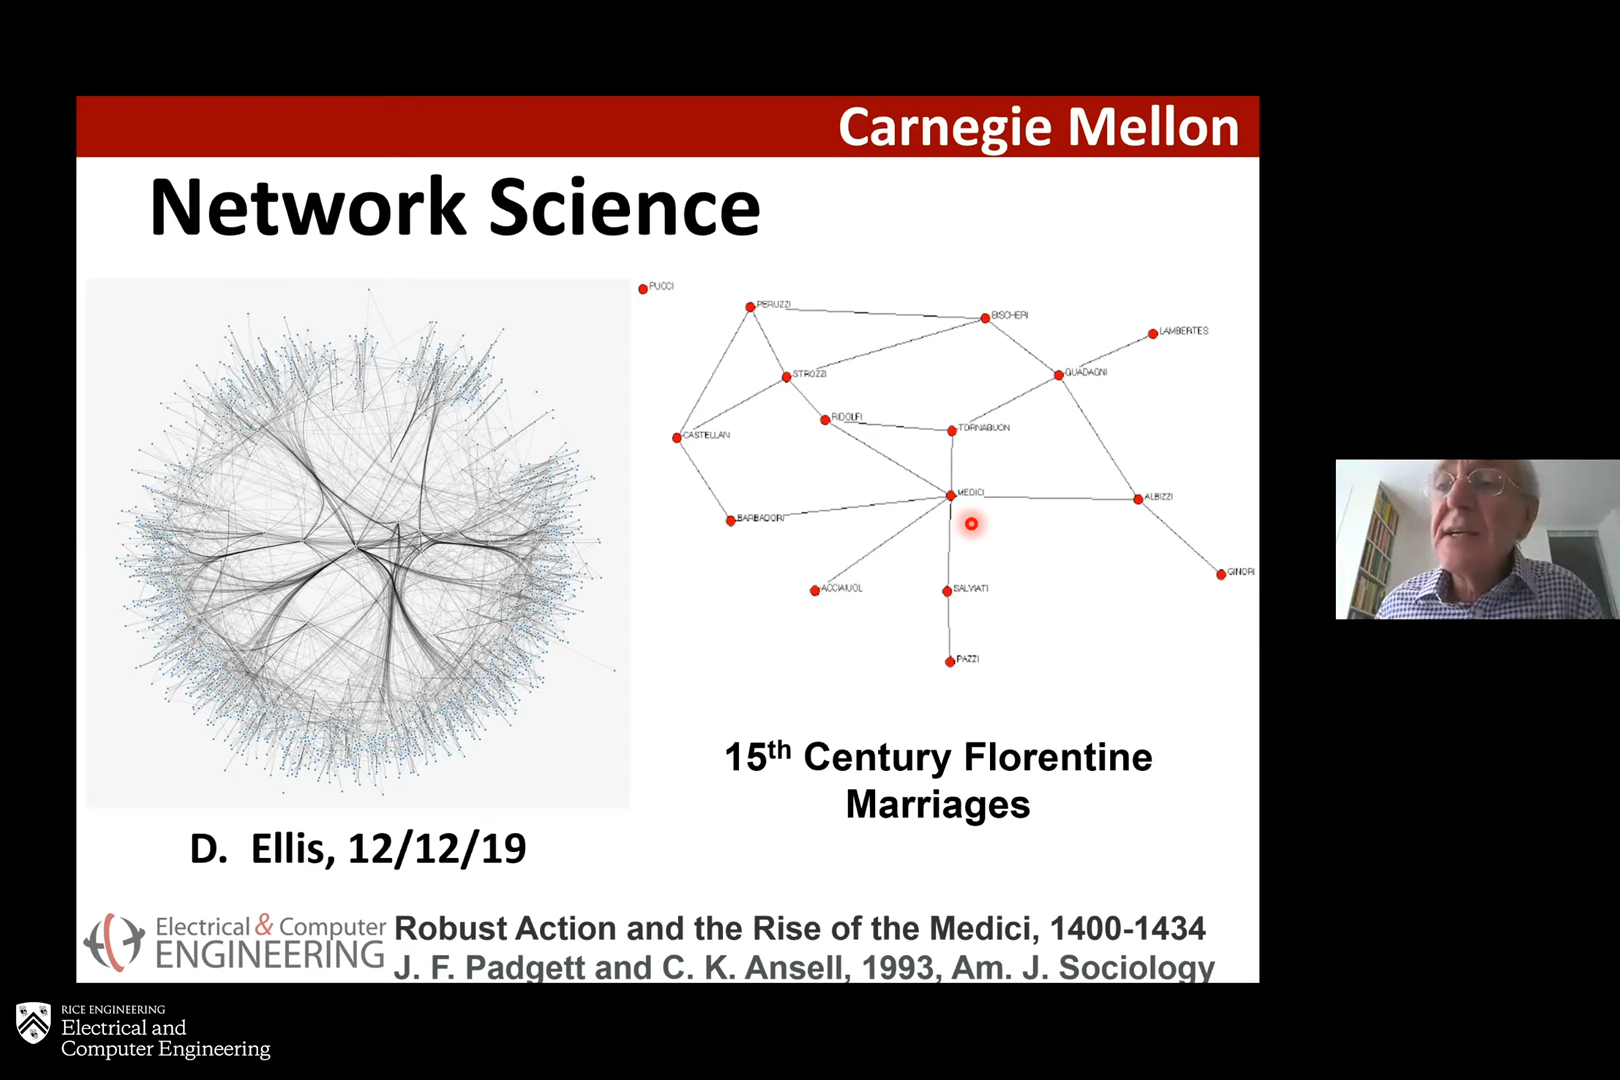 Carnegie Mellon
Network Science
PUCCI
PERUZZI
BISCHERI
LAMBERTES
STROZZI
GUADAGNI
RIDOLFI
TORNABUON
CASTELLAN
MEDICI
ALBIZZI
BARBADORI
GINORI
ACCIAIUOL
SALVIATI
PAZZI
15th Century Florentine
Marriages
D. Ellis, 12/12/19
Electrical & Computer
ENGINEERING
Robust Action and the Rise of the Medici, 1400-1434
J. F. Padgett and C. K. Ansell, 1993, Am. J. Sociology
RICE ENGINEERING
Electrical and
Computer Engineering